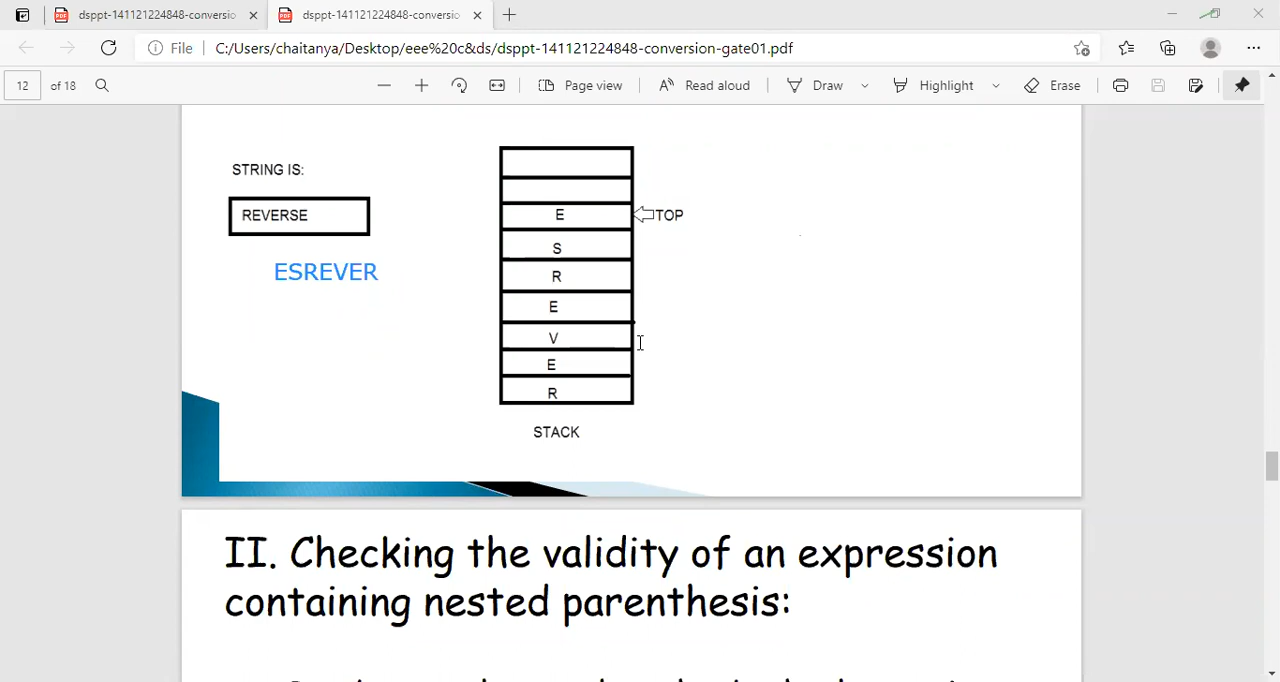 dsppt-141121224848-conversio
dsppt-141121224848-conversio
File
C:/Users/chaitanya/Desktop/eee%20c&ds/dsppt-141121224848-conversion-gate01.pdf
12 of 18
Page view
Read aloud
Draw
Highlight
Erase
STRING IS:
REVERSE
ESREVER
E
TOP
S
R
E
V
E
R
STACK
II. Checking the validity of an expression
containing nested parenthesis: